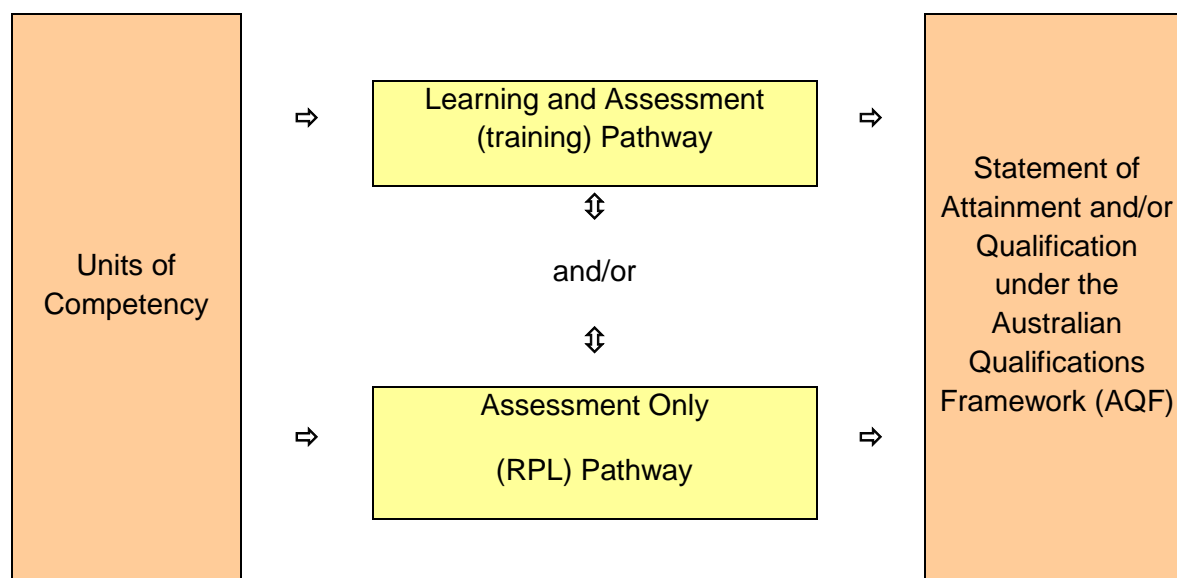 Units of
Competency
Learning and Assessment
(training) Pathway
and/or
Assessment Only
(RPL) Pathway
Statement of
Attainment and/or
Qualification
under the
Australian
Qualifications
Framework (AQF)